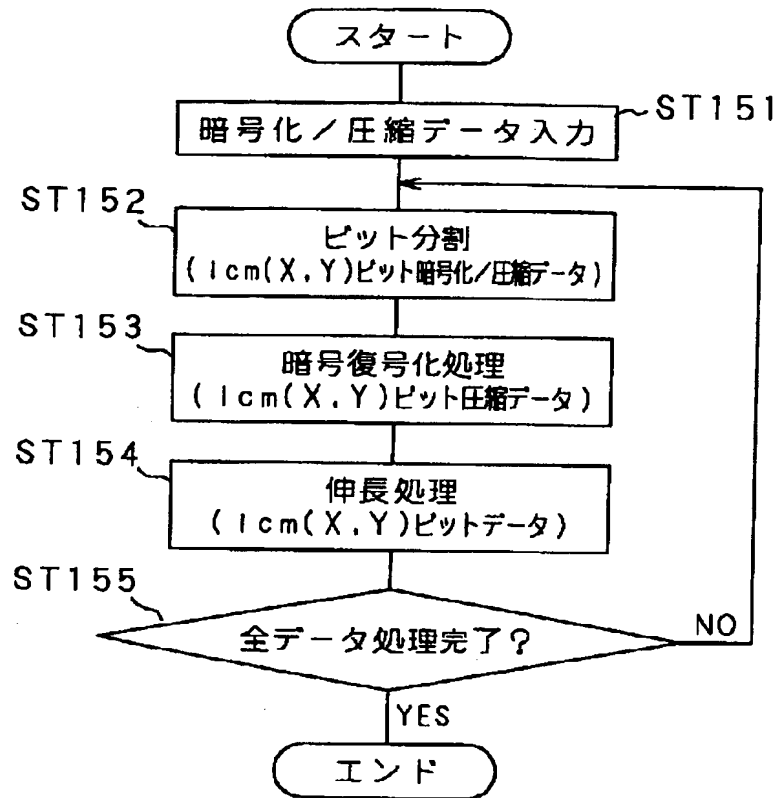 スタート
ST151
暗号化／圧縮データ入力
ST152
ビット分割
(lcm(X,Y)ビット暗号化/圧縮データ)
ST153
暗号復号化処理
(lcm(X,Y)ビット圧縮データ)
ST154
伸長処理
(lcm(X,Y)ビットデータ)
ST155
全データ処理完了？
NO
YES
エンド